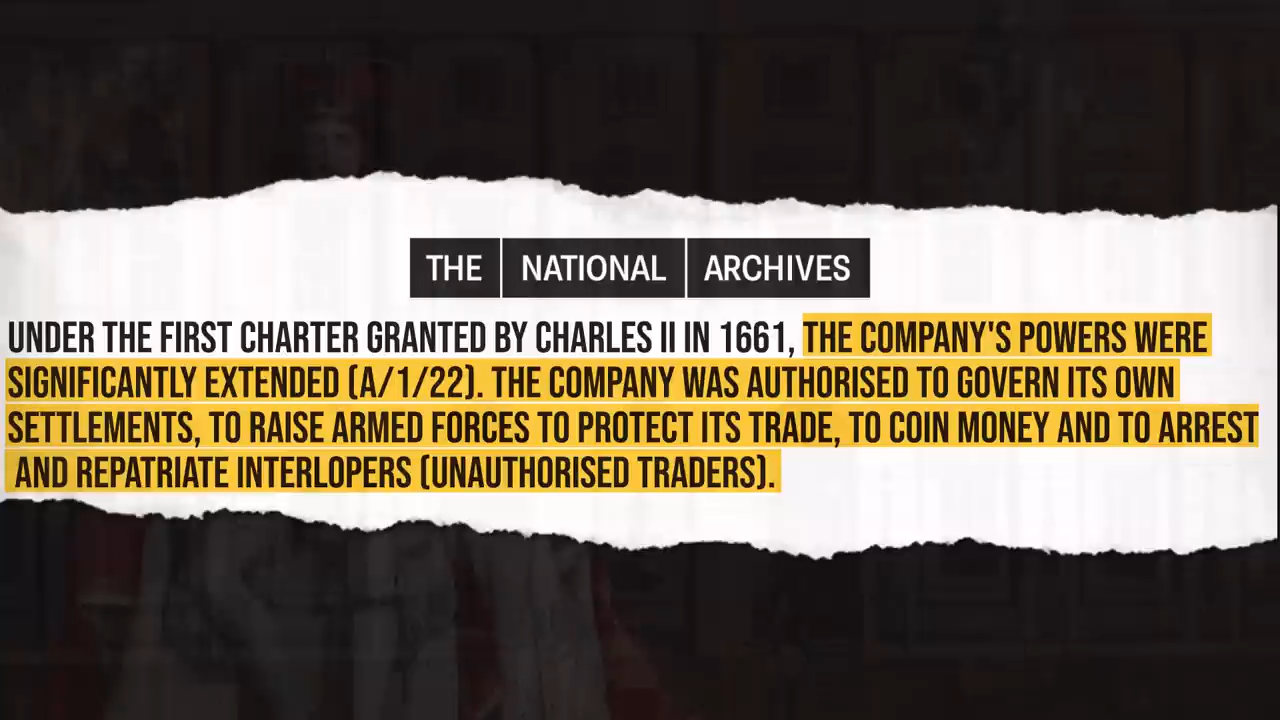 THE NATIONAL ARCHIVES
UNDER THE FIRST CHARTER GRANTED BY CHARLES II IN 1661, THE COMPANY'S POWERS WERE
SIGNIFICANTLY EXTENDED (A/1/22). THE COMPANY WAS AUTHORISED TO GOVERN ITS OWN
SETTLEMENTS, TO RAISE ARMED FORCES TO PROTECT ITS TRADE, TO COIN MONEY AND TO ARREST
AND REPATRIATE INTERLOPERS (UNAUTHORISED TRADERS).